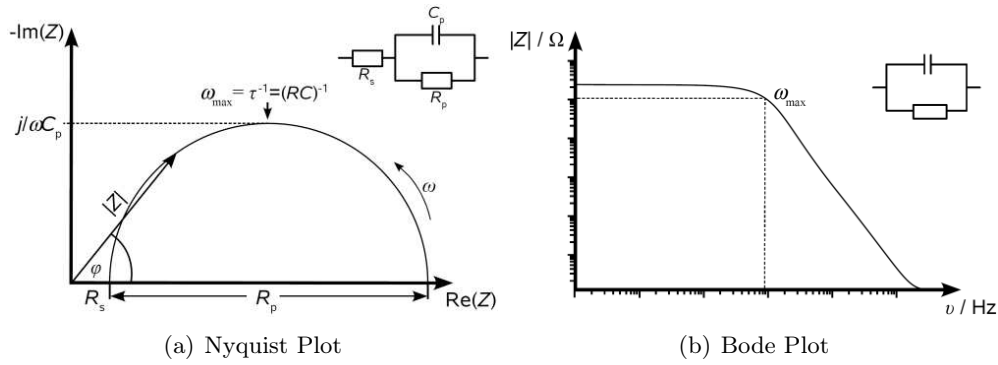 -Im(Z)
C_p
R_s
R_p
ω_max = τ⁻¹=(RC)⁻¹
j/ωC_p
|Z|
ω
φ
R_s
R_p
Re(Z)
(a) Nyquist Plot
|Z| / Ω
ω_max
υ / Hz
(b) Bode Plot